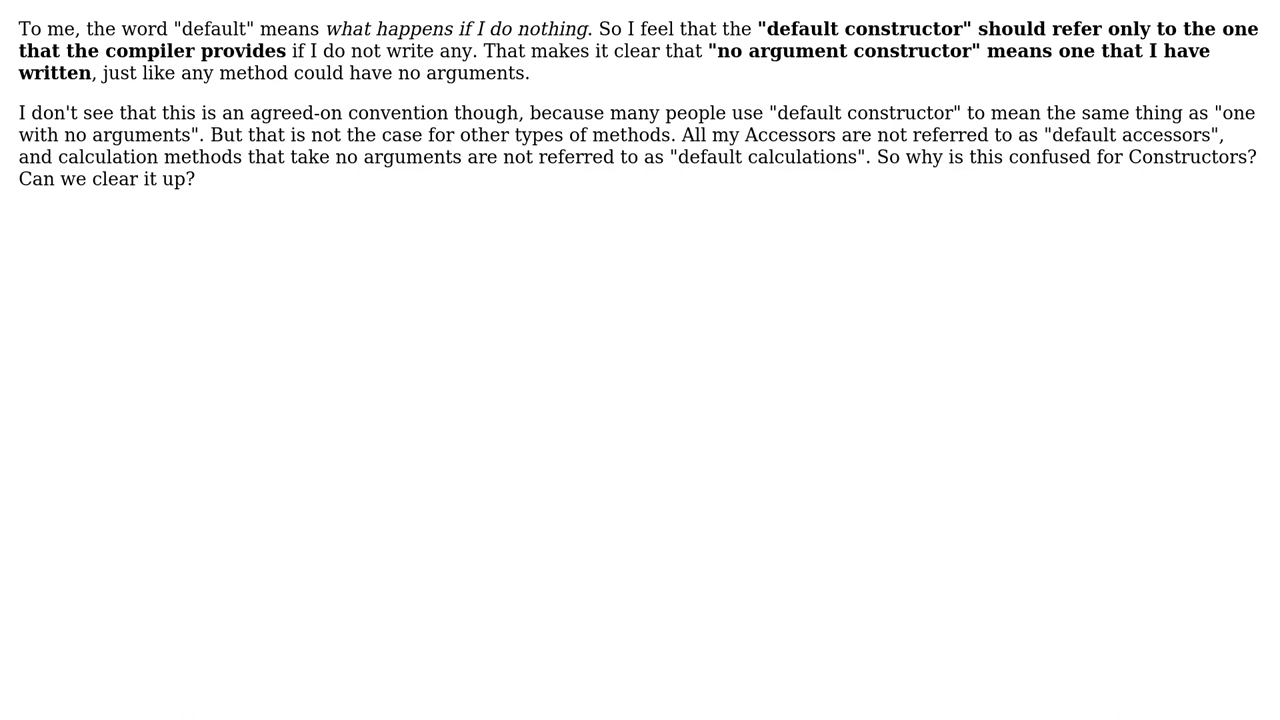 To me, the word "default" means what happens if I do nothing. So I feel that the "default constructor" should refer only to the one
that the compiler provides if I do not write any. That makes it clear that "no argument constructor" means one that I have
written, just like any method could have no arguments.
I don't see that this is an agreed-on convention though, because many people use "default constructor" to mean the same thing as "one
with no arguments". But that is not the case for other types of methods. All my Accessors are not referred to as "default accessors",
and calculation methods that take no arguments are not referred to as "default calculations". So why is this confused for Constructors?
Can we clear it up?